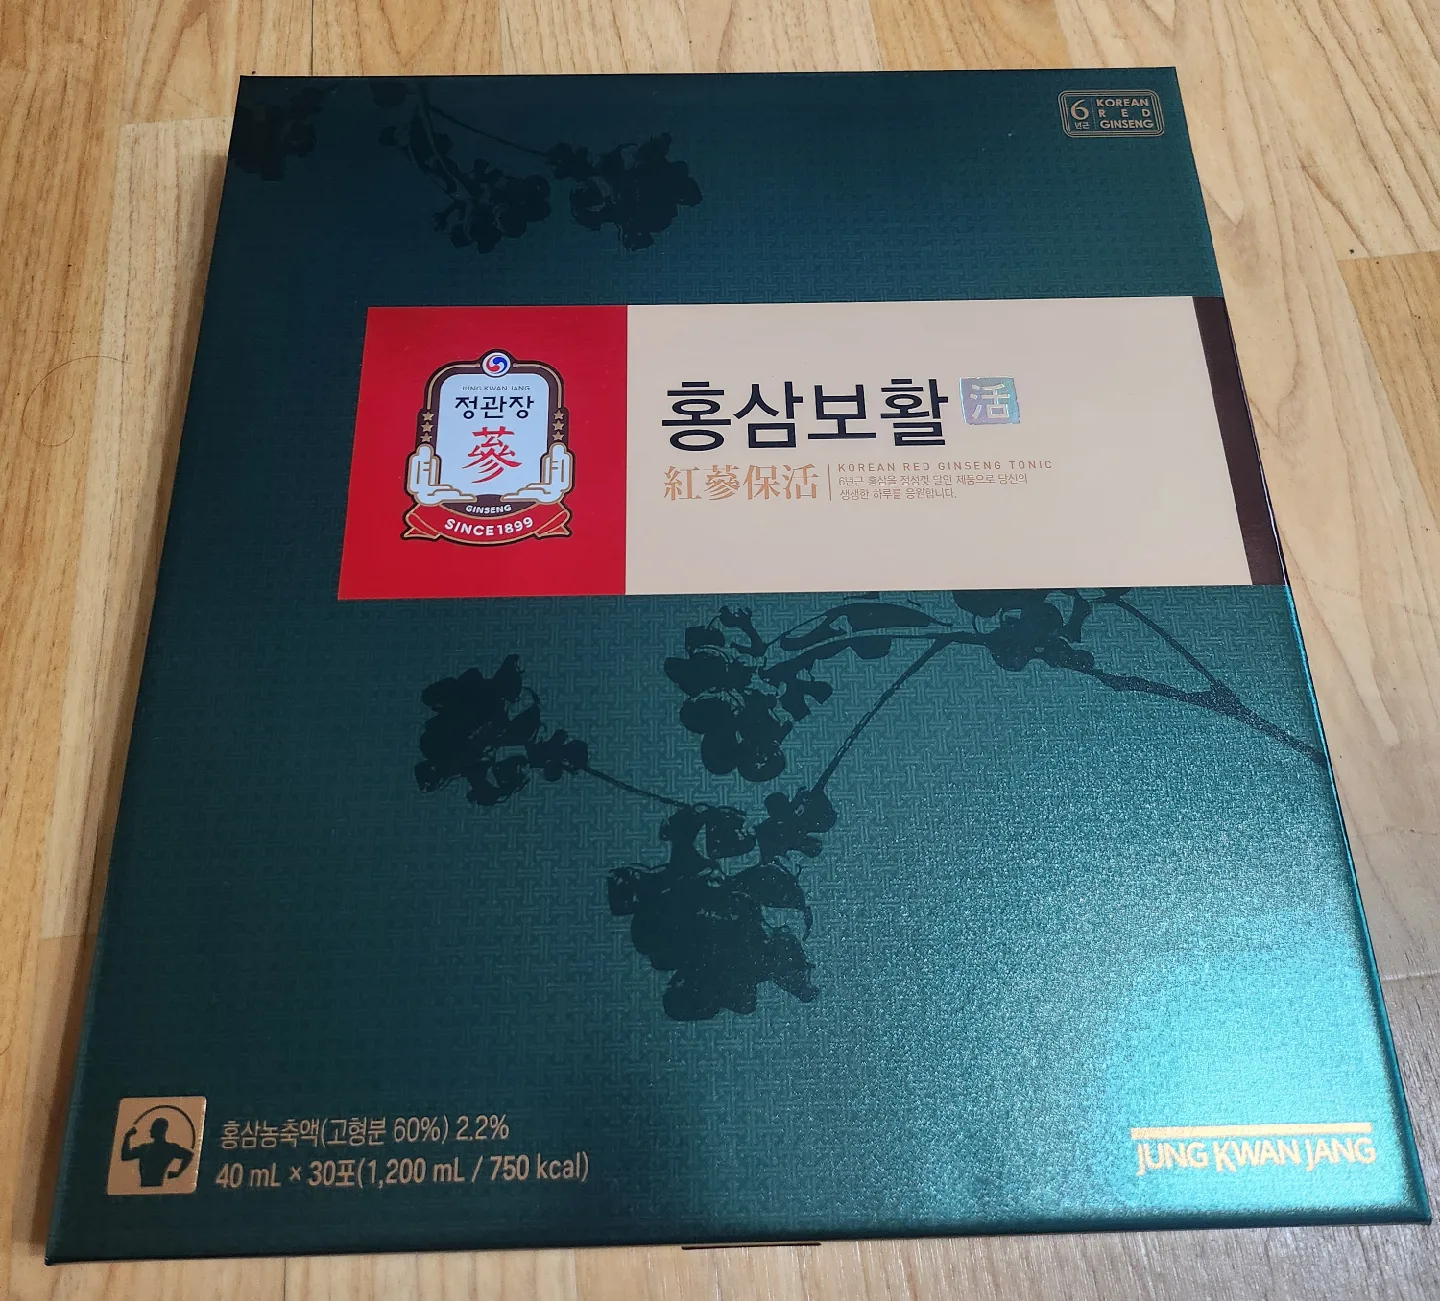 6년근
KOREAN
RED
GINSENG
JUNG KWAN JANG
정관장
蔘
GINSENG
SINCE 1899
홍삼보활 活
紅蔘保活
KOREAN RED GINSENG TONIC
6년근 홍삼을 정성껏 달인 제품으로 당신의
생생한 하루를 응원합니다.
홍삼농축액(고형분 60%) 2.2%
40 mL × 30포(1,200 mL / 750 kcal)
JUNG KWAN JANG